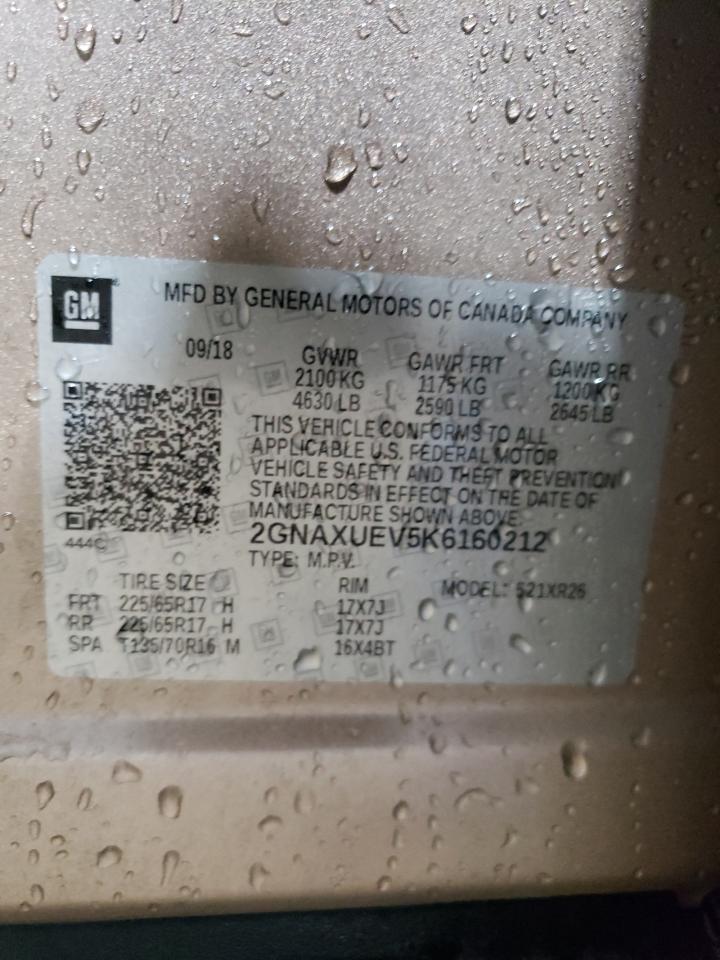 GM
MFD BY GENERAL MOTORS OF CANADA COMPANY
09/18 GVWR GAWR FRT GAWR RR
2100 KG 1175 KG 1200 KG
4630 LB 2590 LB 2645 LB
THIS VEHICLE CONFORMS TO ALL
APPLICABLE U.S. FEDERAL MOTOR
VEHICLE SAFETY AND THEFT PREVENTION
STANDARDS IN EFFECT ON THE DATE OF
MANUFACTURE SHOWN ABOVE.
2GNAXUEV5K6160212
444C
TYPE: M.P.V.
TIRE SIZE RIM MODEL: 521XR26
FRT 225/65R17 H 17X7J
RR 225/65R17 H 17X7J
SPA T135/70R16 M 16X4BT